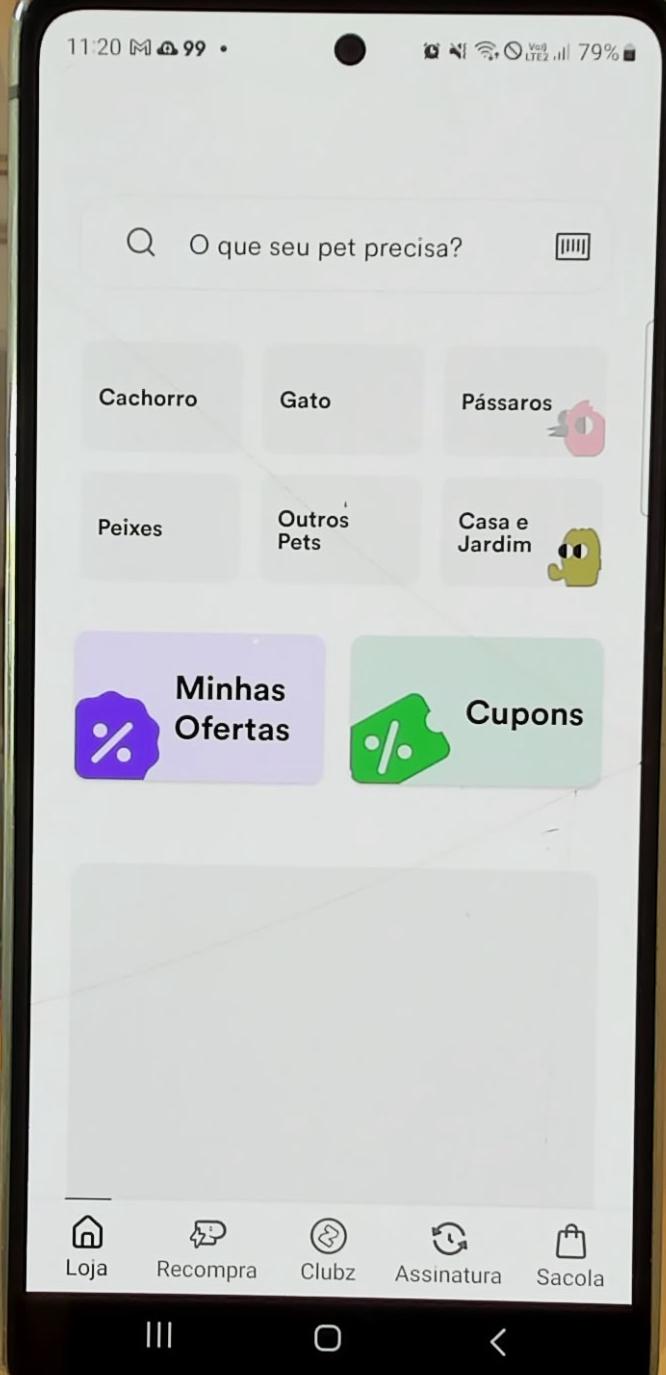 11:20 99 79%
O que seu pet precisa?
Cachorro Gato Pássaros
Peixes Outros Pets Casa e Jardim
Minhas Ofertas Cupons
Loja Recompra Clubz Assinatura Sacola